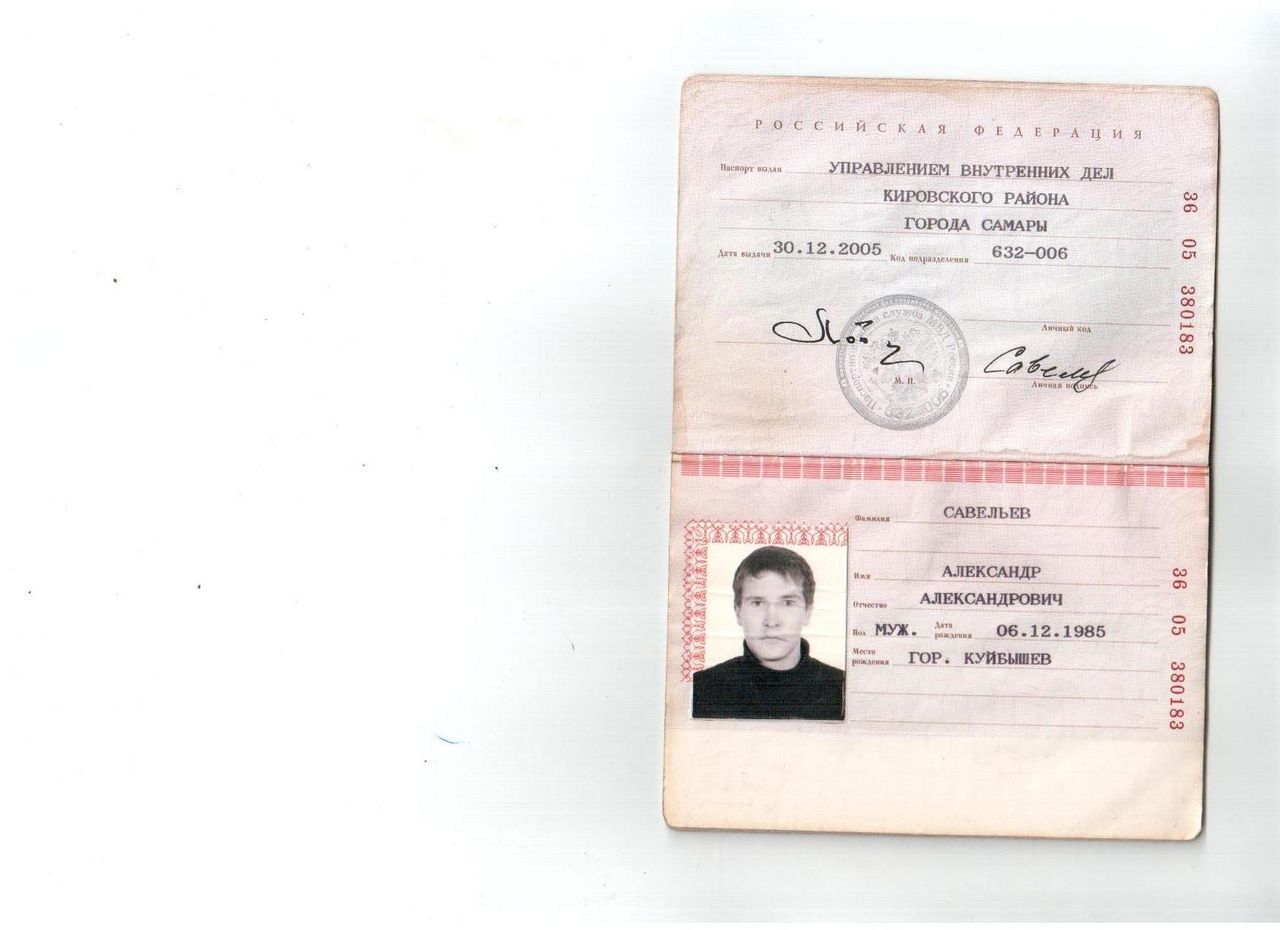 РОССИЙСКАЯ ФЕДЕРАЦИЯ
Паспорт выдан УПРАВЛЕНИЕМ ВНУТРЕННИХ ДЕЛ
КИРОВСКОГО РАЙОНА
ГОРОДА САМАРЫ
Дата выдачи 30.12.2005 Код подразделения 632-006
36 05 380183
Личный код
М. П.
Личная подпись
632-006
Фамилия САВЕЛЬЕВ
Имя АЛЕКСАНДР
Отчество АЛЕКСАНДРОВИЧ
Пол МУЖ. Дата рождения 06.12.1985
Место рождения ГОР. КУЙБЫШЕВ
36 05 380183